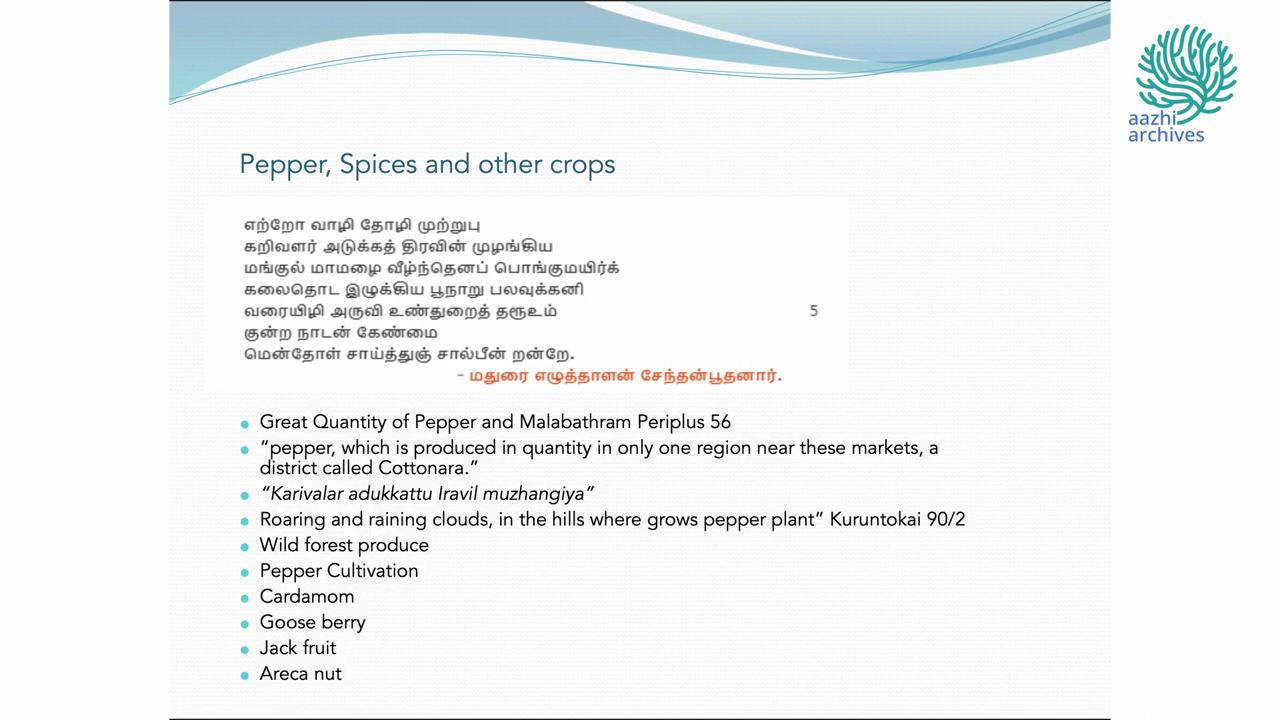 aazhi
archives
Pepper, Spices and other crops
எற்றோ வாழி தோழி முற்றுபு
கறிவளர் அடுக்கத் திரவின் முழங்கிய
மங்குல் மாமழை வீழ்ந்தெனப் பொங்குமயிர்க்
கலைதொட இழுக்கிய பூநாறு பலவுக்கனி
வரையிழி அருவி உண்துறைத் தரூஉம் 5
குன்ற நாடன் கேண்மை
மென்தோள் சாய்த்துஞ் சால்பீன் றன்றே.
- மதுரை எழுத்தாளன் சேந்தன்பூதனார்.
• Great Quantity of Pepper and Malabathram Periplus 56
• “pepper, which is produced in quantity in only one region near these markets, a
district called Cottonara.”
• “Karivalar adukkattu Iravil muzhangiya”
• Roaring and raining clouds, in the hills where grows pepper plant” Kuruntokai 90/2
• Wild forest produce
• Pepper Cultivation
• Cardamom
• Goose berry
• Jack fruit
• Areca nut